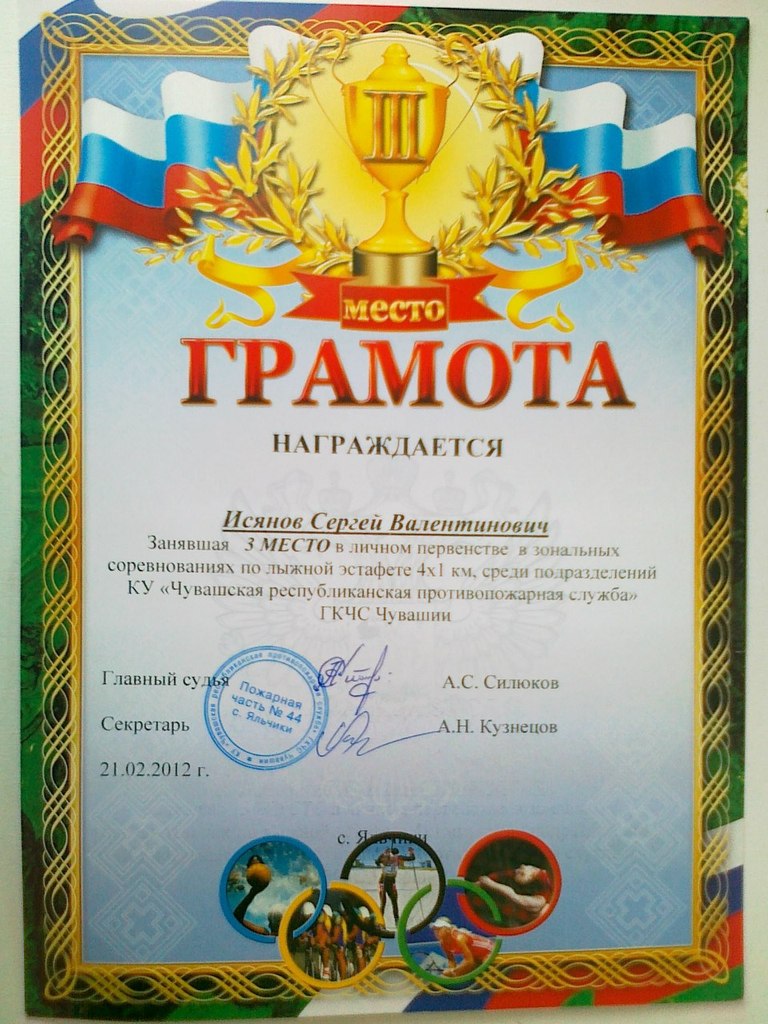 III
место
ГРАМОТА
НАГРАЖДАЕТСЯ
Исянов Сергей Валентинович
Занявшая 3 МЕСТО в личном первенстве в зональных
соревнованиях по лыжной эстафете 4х1 км, среди подразделений
КУ «Чувашская республиканская противопожарная служба»
ГКЧС Чувашии
Главный судья
А.С. Силюков
Пожарная
часть № 44
с. Яльчики
Секретарь
А.Н. Кузнецов
21.02.2012 г.
с. Яльчики